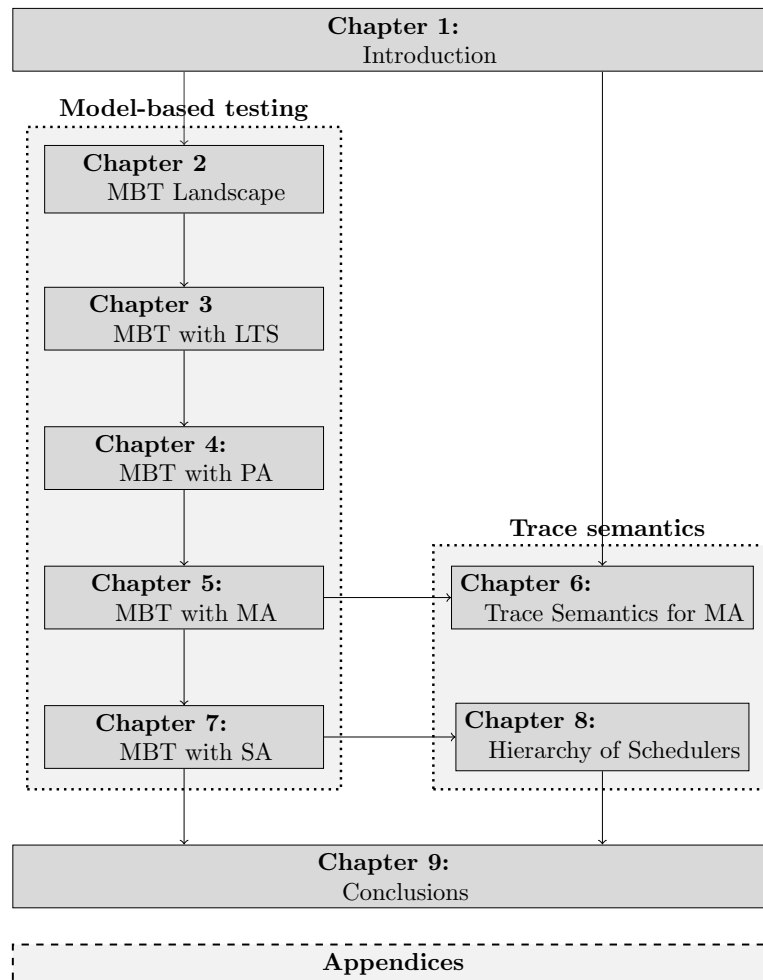 Chapter 1:
Introduction
Model-based testing
Chapter 2
MBT Landscape
Chapter 3
MBT with LTS
Chapter 4:
MBT with PA
Trace semantics
Chapter 5:
MBT with MA
Chapter 6:
Trace Semantics for MA
Chapter 7:
MBT with SA
Chapter 8:
Hierarchy of Schedulers
Chapter 9:
Conclusions
Appendices